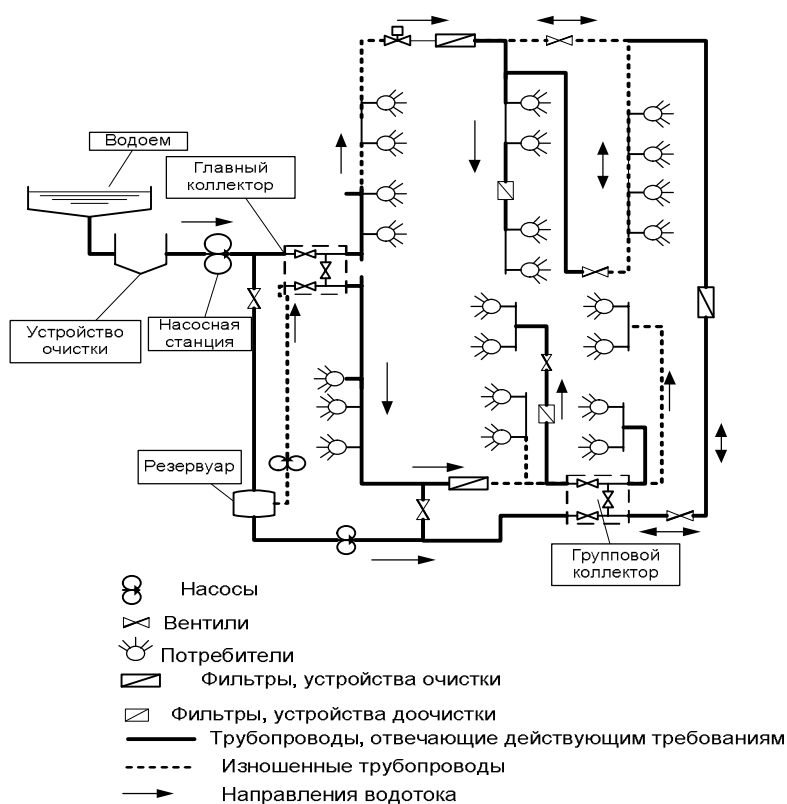 Водоем
Главный
коллектор
Устройство
очистки
Насосная
станция
Резервуар
Групповой
коллектор
Насосы
Вентили
Потребители
Фильтры, устройства очистки
Фильтры, устройства доочистки
Трубопроводы, отвечающие действующим требованиям
Изношенные трубопроводы
Направления водотока